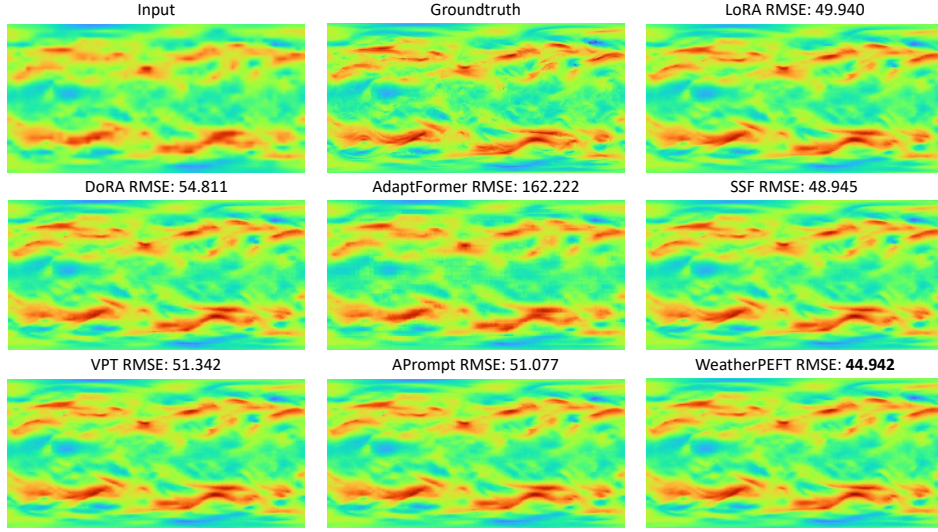 Input
Groundtruth
LoRA RMSE: 49.940
DoRA RMSE: 54.811
AdaptFormer RMSE: 162.222
SSF RMSE: 48.945
VPT RMSE: 51.342
APrompt RMSE: 51.077
WeatherPEFT RMSE: 44.942